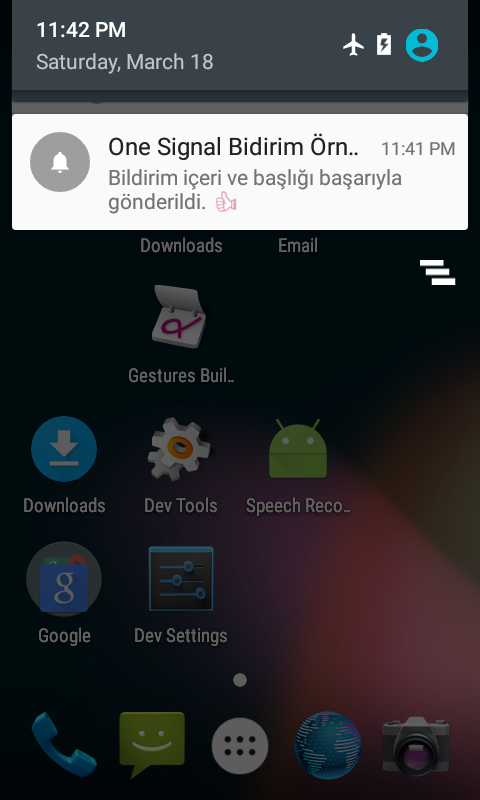 11:42 PM
Saturday, March 18
One Signal Bidirim Örn.. 11:41 PM
Bildirim içeri ve başlığı başarıyla
gönderildi. 👍
Downloads Email
Gestures Buil..
Downloads Dev Tools Speech Reco..
Google Dev Settings